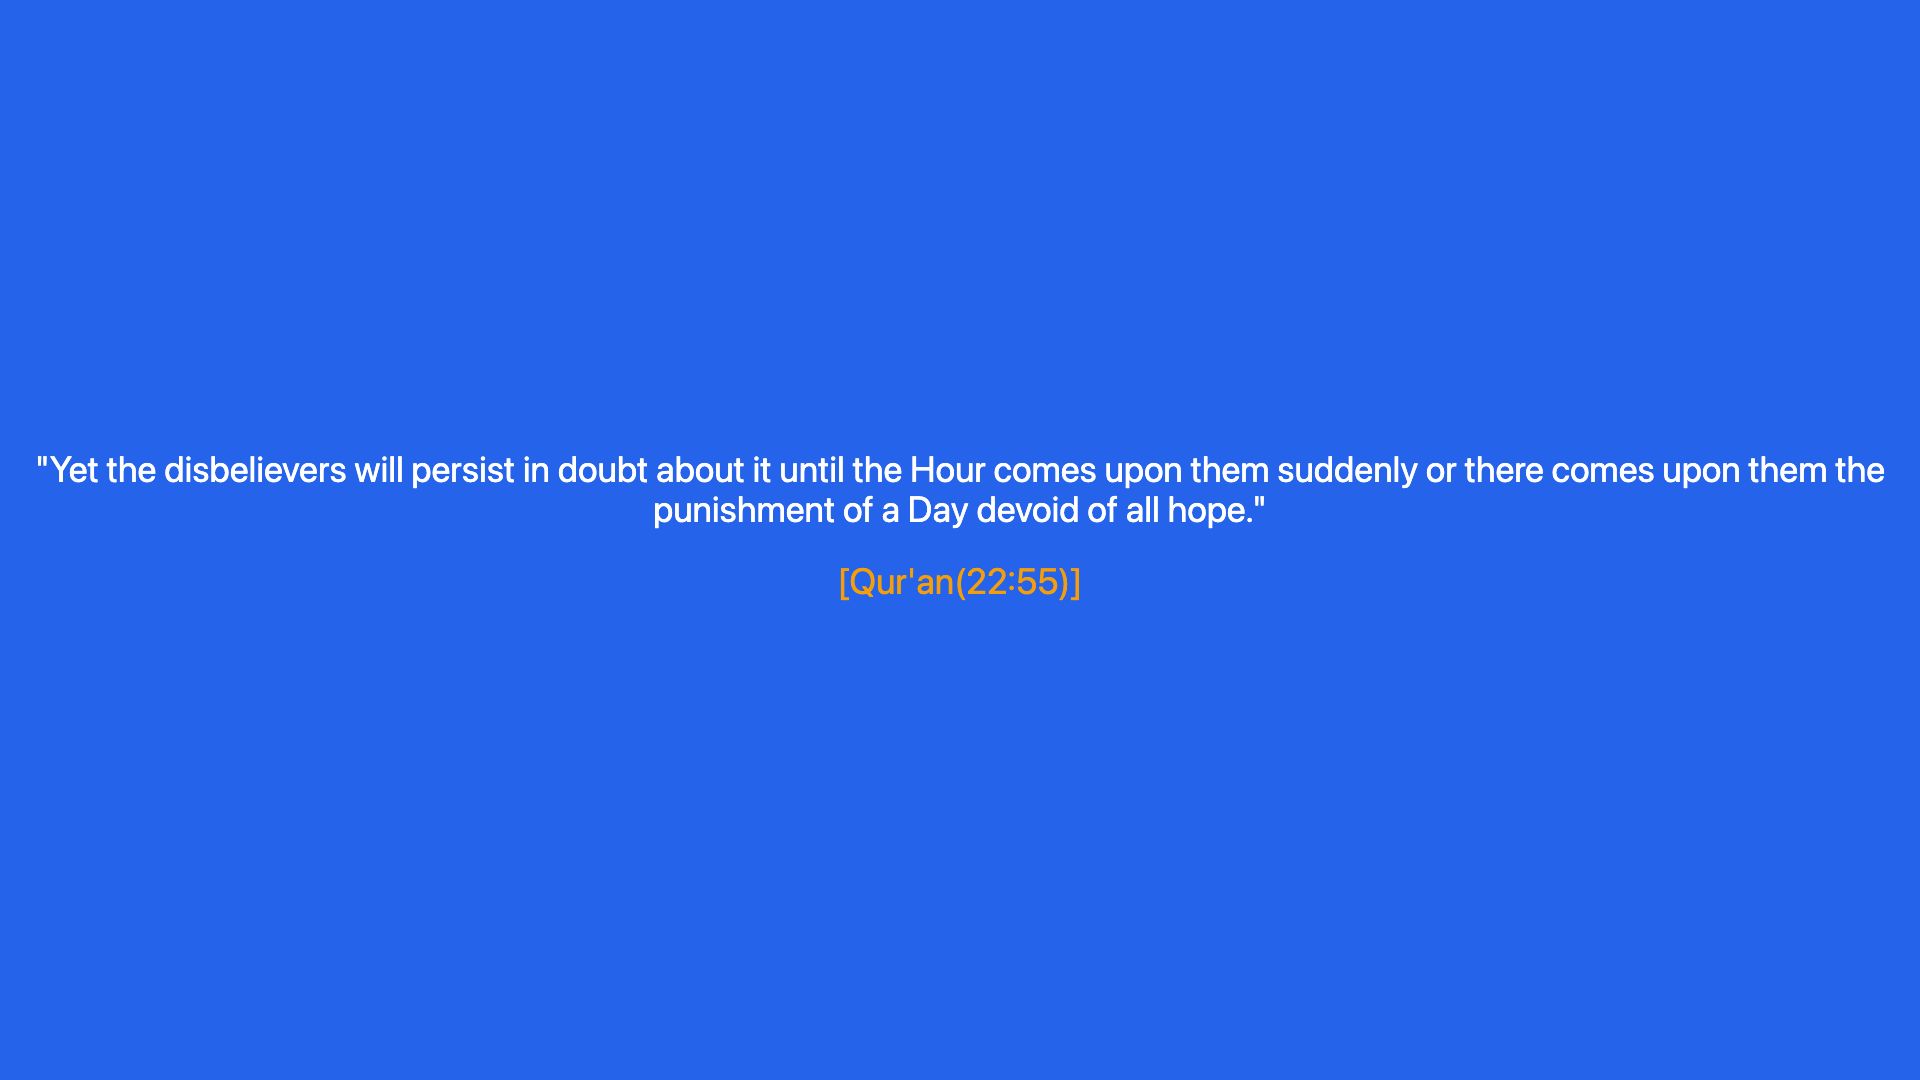 "Yet the disbelievers will persist in doubt about it until the Hour comes upon them suddenly or there comes upon them the
punishment of a Day devoid of all hope."
[Qur'an(22:55)]